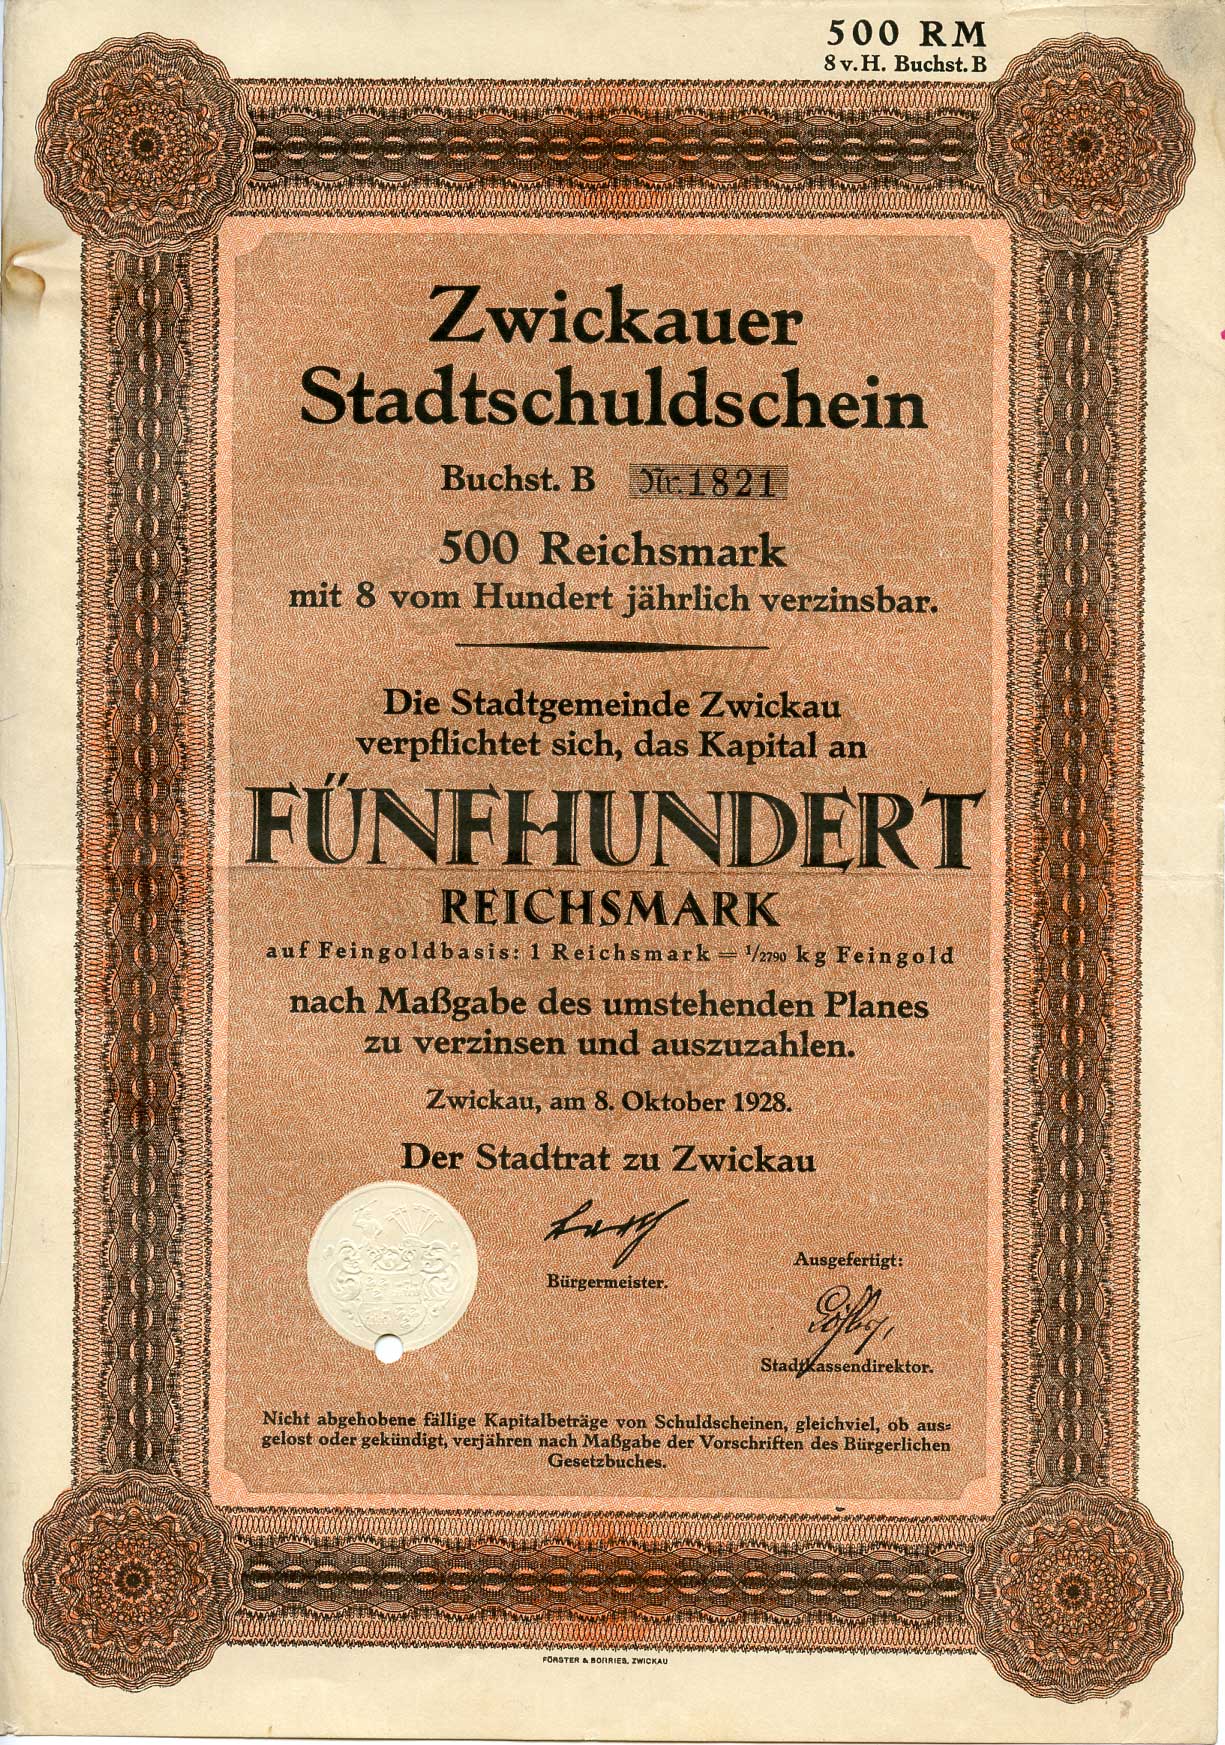 500 RM
8 v. H. Buchst. B
Zwickauer
Stadtschuldschein
Buchst. B Nr. 1821
500 Reichsmark
mit 8 vom Hundert jährlich verzinsbar.
Die Stadtgemeinde Zwickau
verpflichtet sich, das Kapital an
FÜNFHUNDERT
REICHSMARK
auf Feingoldbasis: 1 Reichsmark = 1/2790 kg Feingold
nach Maßgabe des umstehenden Planes
zu verzinsen und auszuzahlen.
Zwickau, am 8. Oktober 1928.
Der Stadtrat zu Zwickau
Bürgermeister.
Ausgefertigt:
Stadtkassendirektor.
Nicht abgehobene fällige Kapitalbeträge von Schuldscheinen, gleichviel, ob aus=
gelost oder gekündigt, verjähren nach Maßgabe der Vorschriften des Bürgerlichen
Gesetzbuches.
FÖRSTER & BORRIES, ZWICKAU